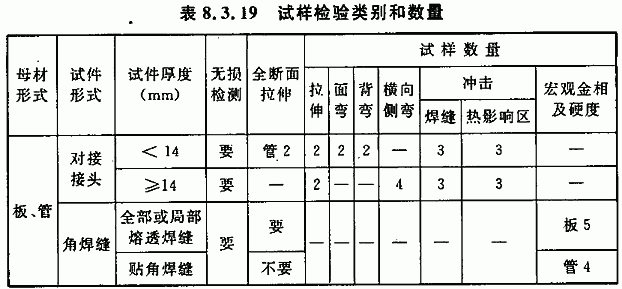 表8.3.19 试样检验类别和数量
母材形式 试件形式 试件厚度(mm) 无损检测 全断面拉伸 试样数量
拉伸 面弯 背弯 横向侧弯 冲击 宏观金相及硬度
焊缝 热影响区
板、管 对接接头 <14 要 管2 2 2 2 — 3 3 —
≥14 要 — 2 — — 4 3 3 —
角焊缝 全部或局部熔透焊缝 要 要 — — — — — — 板5
贴角焊缝 不要 管4